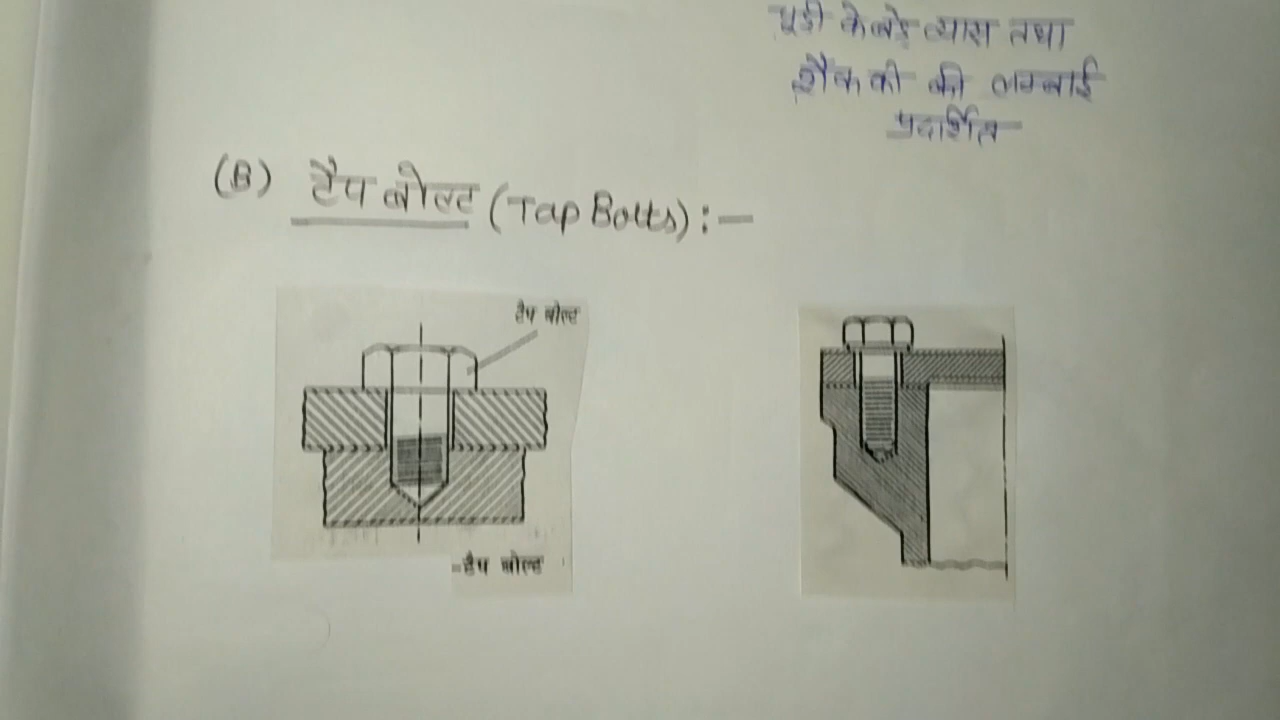 चूड़ी के बड़े व्यास तथा
शैंक की की लम्बाई
प्रदर्शित
(B) टैप बोल्ट (Tap Bolts) :—
टैप बोल्ट
-टैप बोल्ट